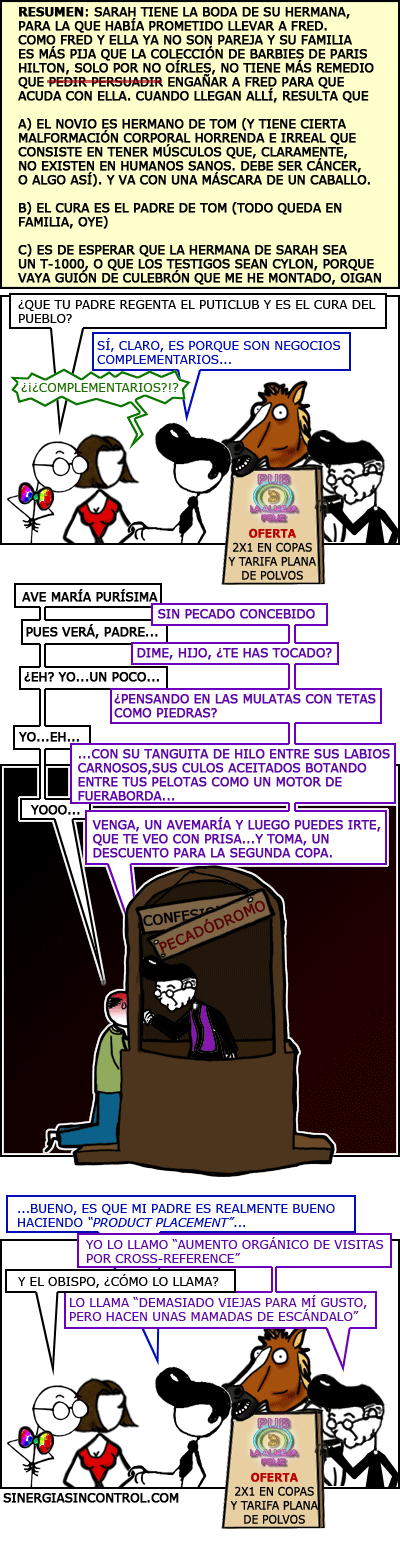 RESUMEN: SARAH TIENE LA BODA DE SU HERMANA,
PARA LA QUE HABÍA PROMETIDO LLEVAR A FRED.
COMO FRED Y ELLA YA NO SON PAREJA Y SU FAMILIA
ES MÁS PIJA QUE LA COLECCIÓN DE BARBIES DE PARIS
HILTON, SOLO POR NO OÍRLES, NO TIENE MÁS REMEDIO
QUE PEDIR PERSUADIR ENGAÑAR A FRED PARA QUE
ACUDA CON ELLA. CUANDO LLEGAN ALLÍ, RESULTA QUE
A) EL NOVIO ES HERMANO DE TOM (Y TIENE CIERTA
MALFORMACIÓN CORPORAL HORRENDA E IRREAL QUE
CONSISTE EN TENER MÚSCULOS QUE, CLARAMENTE,
NO EXISTEN EN HUMANOS SANOS. DEBE SER CÁNCER,
O ALGO ASÍ). Y VA CON UNA MÁSCARA DE UN CABALLO.
B) EL CURA ES EL PADRE DE TOM (TODO QUEDA EN
FAMILIA, OYE)
C) ES DE ESPERAR QUE LA HERMANA DE SARAH SEA
UN T-1000, O QUE LOS TESTIGOS SEAN CYLON, PORQUE
VAYA GUIÓN DE CULEBRÓN QUE ME HE MONTADO, OIGAN
¿QUE TU PADRE REGENTA EL PUTICLUB Y ES EL CURA DEL
PUEBLO?
SÍ, CLARO, ES PORQUE SON NEGOCIOS
COMPLEMENTARIOS...
¿¡¿¡COMPLEMENTARIOS?!?
PUB
LA ALMEJA
FELIZ
OFERTA
2X1 EN COPAS
Y TARIFA PLANA
DE POLVOS
AVE MARÍA PURÍSIMA
SIN PECADO CONCEBIDO
PUES VERÁ, PADRE...
DIME, HIJO, ¿TE HAS TOCADO?
¿EH? YO...UN POCO...
¿PENSANDO EN LAS MULATAS CON TETAS
COMO PIEDRAS?
YO...EH...
...CON SU TANGUITA DE HILO ENTRE SUS LABIOS
CARNOSOS,SUS CULOS ACEITADOS BOTANDO
ENTRE TUS PELOTAS COMO UN MOTOR DE
FUERABORDA...
YOOO...
VENGA, UN AVEMARÍA Y LUEGO PUEDES IRTE,
QUE TE VEO CON PRISA...Y TOMA, UN
DESCUENTO PARA LA SEGUNDA COPA.
CONFESIO
PECADÓDROMO
...BUENO, ES QUE MI PADRE ES REALMENTE BUENO
HACIENDO "PRODUCT PLACEMENT"...
YO LO LLAMO "AUMENTO ORGÁNICO DE VISITAS
POR CROSS-REFERENCE"
Y EL OBISPO, ¿CÓMO LO LLAMA?
LO LLAMA "DEMASIADO VIEJAS PARA MÍ GUSTO,
PERO HACEN UNAS MAMADAS DE ESCÁNDALO"
PUB
LA ALMEJA
FELIZ
OFERTA
2X1 EN COPAS
Y TARIFA PLANA
DE POLVOS
SINERGIASINCONTROL.COM